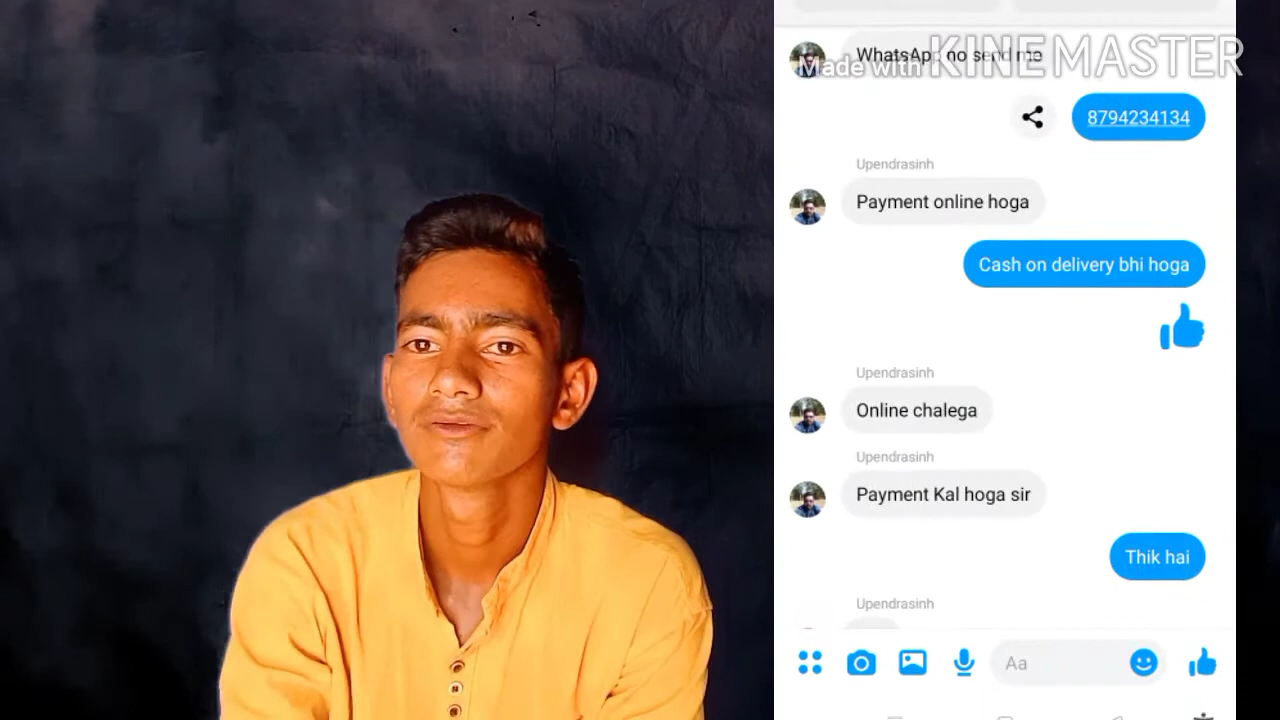 WhatsApp no send me
Made with KINEMASTER
8794234134
Upendrasinh
Payment online hoga
Cash on delivery bhi hoga
Upendrasinh
Online chalega
Upendrasinh
Payment Kal hoga sir
Thik hai
Upendrasinh
Aa